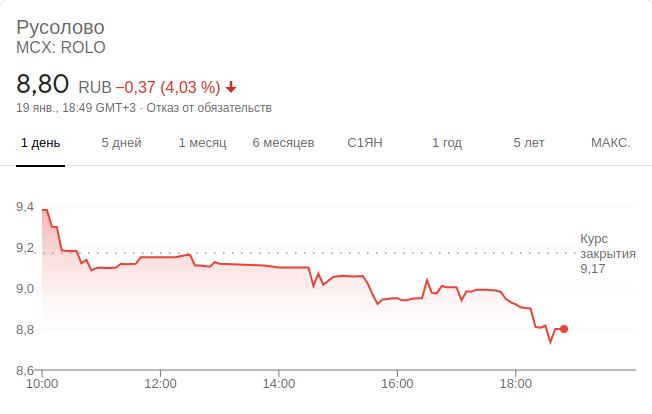 Русолово
MCX: ROLO
8,80 RUB −0,37 (4,03 %)
19 янв., 18:49 GMT+3 · Отказ от обязательств
1 день 5 дней 1 месяц 6 месяцев С1ЯН 1 год 5 лет МАКС.
9,4
9,2
9,0
8,8
8,6
Курс
закрытия
9,17
10:00 12:00 14:00 16:00 18:00